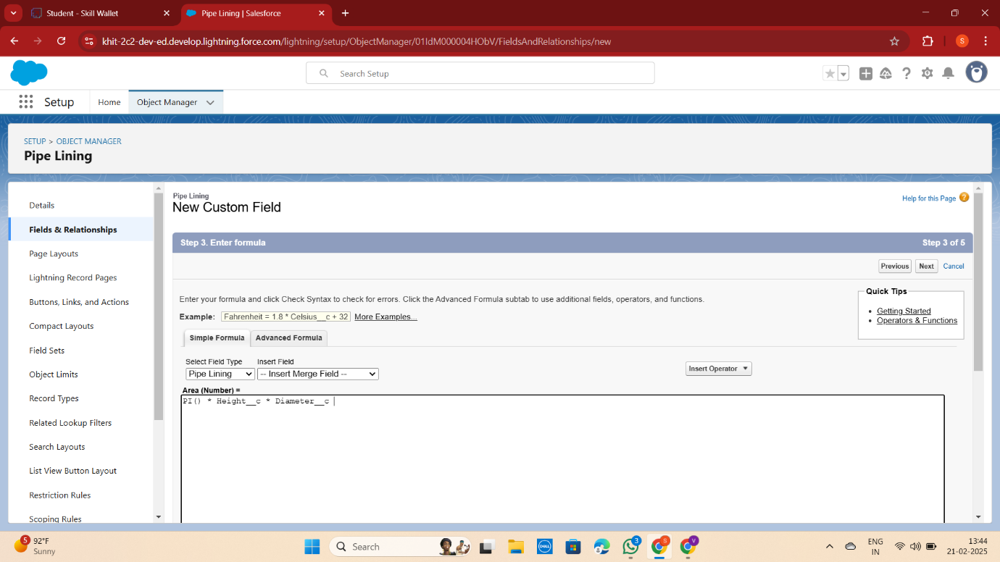 Student - Skill Wallet
Pipe Lining | Salesforce
khit-2c2-dev-ed.develop.lightning.force.com/lightning/setup/ObjectManager/01IdM000004HObV/FieldsAndRelationships/new
S
Search Setup
Setup
Home
Object Manager
SETUP > OBJECT MANAGER
Pipe Lining
Details
Fields & Relationships
Page Layouts
Lightning Record Pages
Buttons, Links, and Actions
Compact Layouts
Field Sets
Object Limits
Record Types
Related Lookup Filters
Search Layouts
List View Button Layout
Restriction Rules
Scoping Rules
Pipe Lining
New Custom Field
Help for this Page ?
Step 3. Enter formula
Step 3 of 5
Previous
Next
Cancel
Enter your formula and click Check Syntax to check for errors. Click the Advanced Formula subtab to use additional fields, operators, and functions.
Example: Fahrenheit = 1.8 * Celsius__c + 32 More Examples...
Quick Tips
• Getting Started
• Operators & Functions
Simple Formula
Advanced Formula
Select Field Type
Insert Field
Pipe Lining
-- Insert Merge Field --
Insert Operator
Area (Number) =
PI() * Height__c * Diameter__c
5
92°F
Sunny
Search
DELL
3
S
V
ENG
IN
13:44
21-02-2025